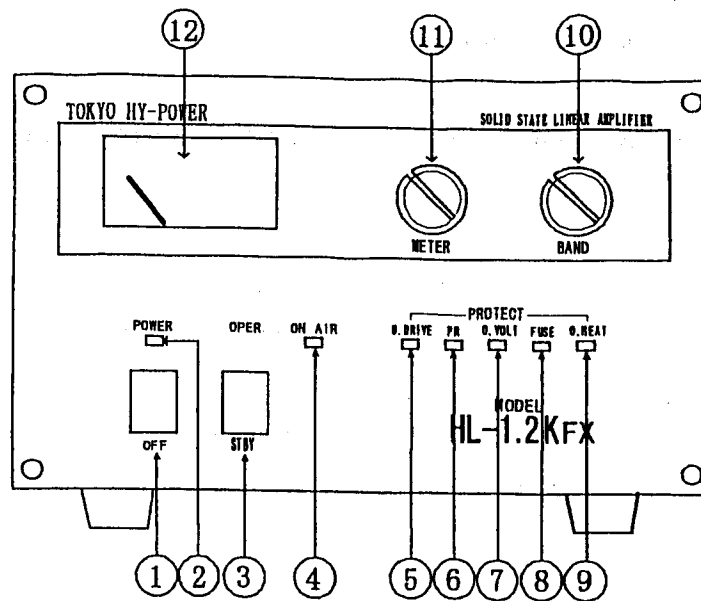 ⑫ ⑪ ⑩
TOKYO HY-POWER
SOLID STATE LINEAR AMPLIFIER
METER BAND
PROTECT
POWER OPER ON AIR O.DRIVE PR O.VOLT FUSE O.HEAT
OFF STBY
MODEL
HL-1.2KFX
① ② ③ ④ ⑤ ⑥ ⑦ ⑧ ⑨